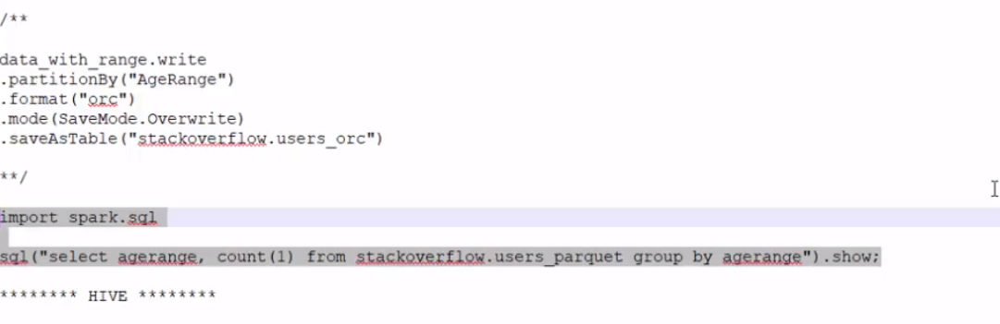 /**
data_with_range.write
.partitionBy("AgeRange")
.format("orc")
.mode(SaveMode.Overwrite)
.saveAsTable("stackoverflow.users_orc")
**/
import spark.sql
sql("select agerange, count(1) from stackoverflow.users_parquet group by agerange").show;
******** HIVE ********